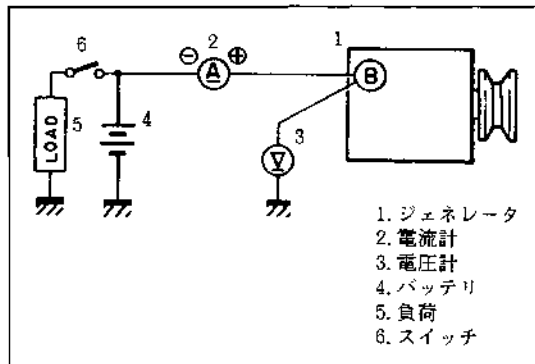 6
2
1
⊖
⊕
A
B
LOAD
5
4
3
V
1. ジェネレータ
2. 電流計
3. 電圧計
4. バッテリ
5. 負荷
6. スイッチ